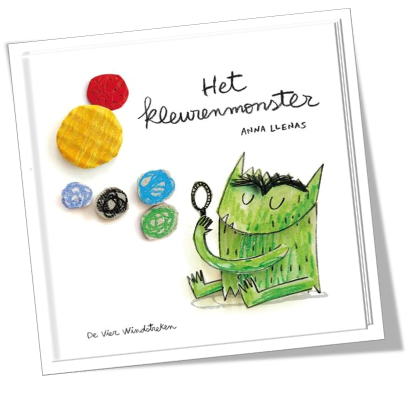 Het
kleurenmonster
ANNA LLENAS
De Vier Windstreken